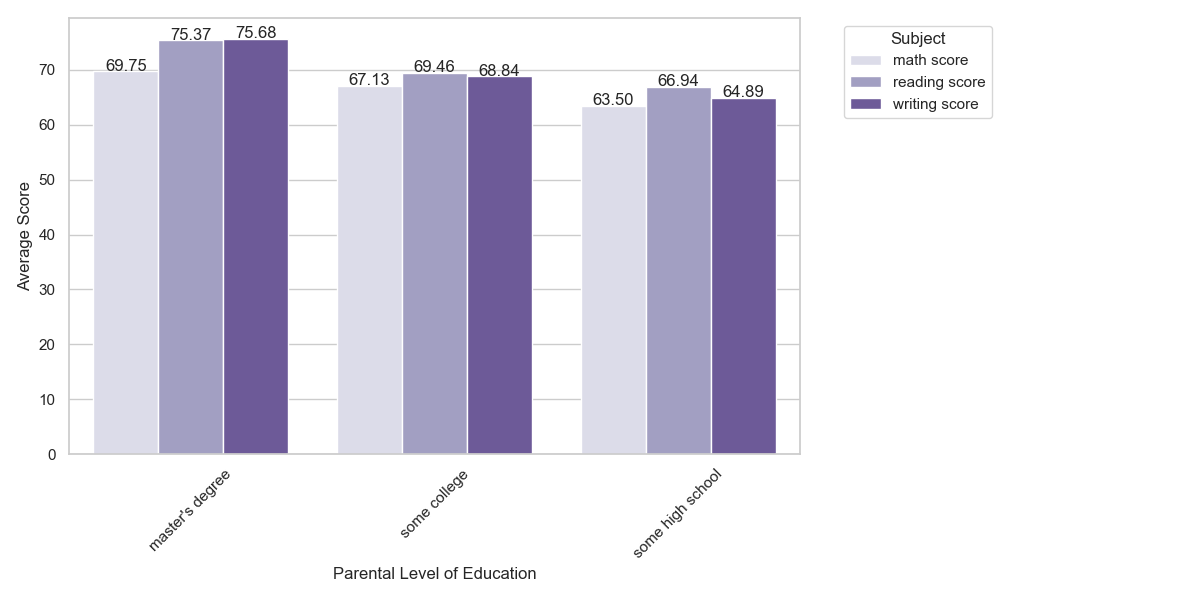 75.37
75.68
69.75
67.13
69.46
68.84
63.50
66.94
64.89
Subject
math score
reading score
writing score
70
60
50
40
30
20
10
0
Average Score
master's degree
some college
some high school
Parental Level of Education